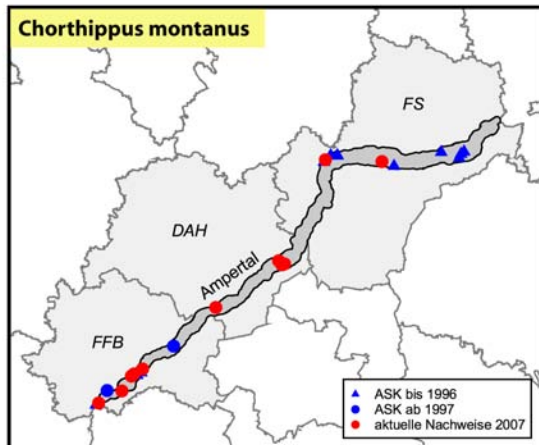 Chorthippus montanus
FS
DAH
Ampertal
FFB
ASK bis 1996
ASK ab 1997
aktuelle Nachweise 2007